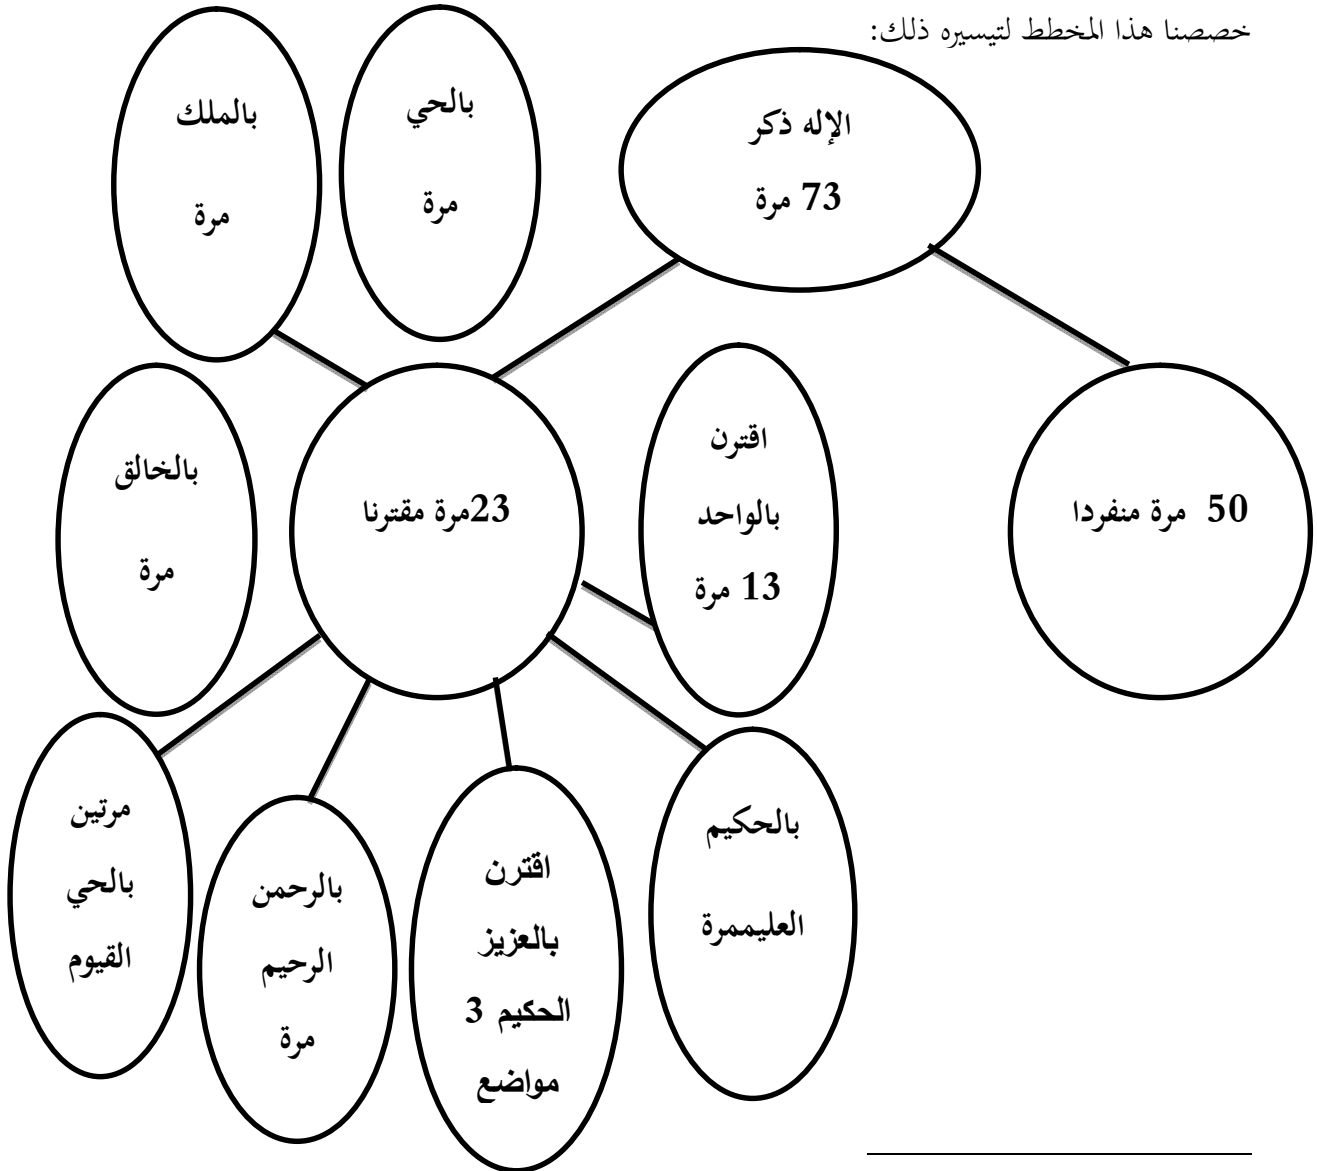 خصصنا هذا المخطط لتيسيره ذلك:
الإله ذكر
73 مرة
بالحي
مرة
بالملك
مرة
50 مرة منفردا
اقترن
بالواحد
13 مرة
23مرة مقترنا
بالخالق
مرة
بالحكيم
العليممرة
اقترن
بالعزيز
الحكيم 3
مواضع
بالرحمن
الرحيم
مرة
مرتين
بالحي
القيوم